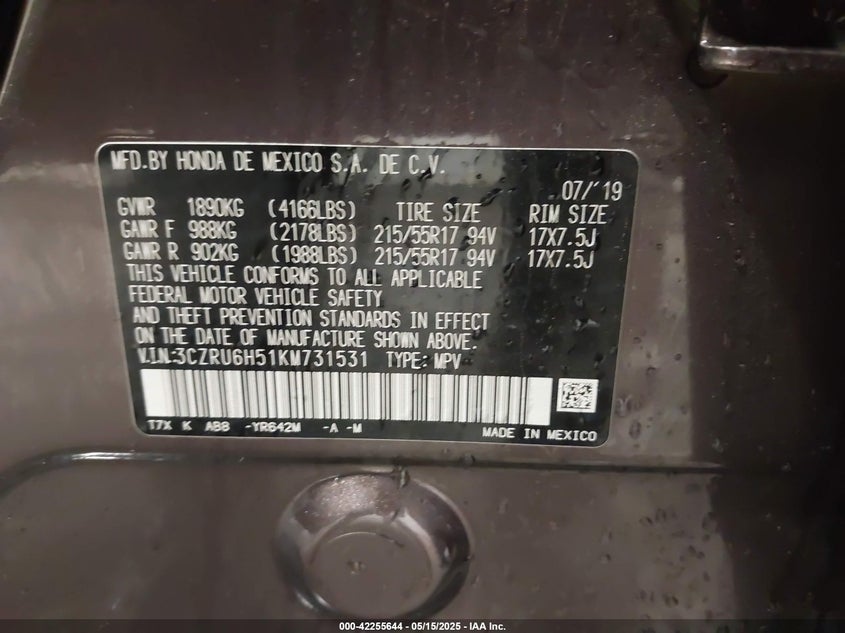 MFD.BY HONDA DE MEXICO S.A. DE C.V.
07/'19
GVWR 1890KG (4166LBS) TIRE SIZE RIM SIZE
GAWR F 988KG (2178LBS) 215/55R17 94V 17X7.5J
GAWR R 902KG (1988LBS) 215/55R17 94V 17X7.5J
THIS VEHICLE CONFORMS TO ALL APPLICABLE
FEDERAL MOTOR VEHICLE SAFETY
AND THEFT PREVENTION STANDARDS IN EFFECT
ON THE DATE OF MANUFACTURE SHOWN ABOVE.
V.I.N:3CZRU6H51KM731531 TYPE: MPV
T7X K ABB -YR642M -A -M
MADE IN MEXICO
000-42255644 - 05/15/2025 - IAA Inc.